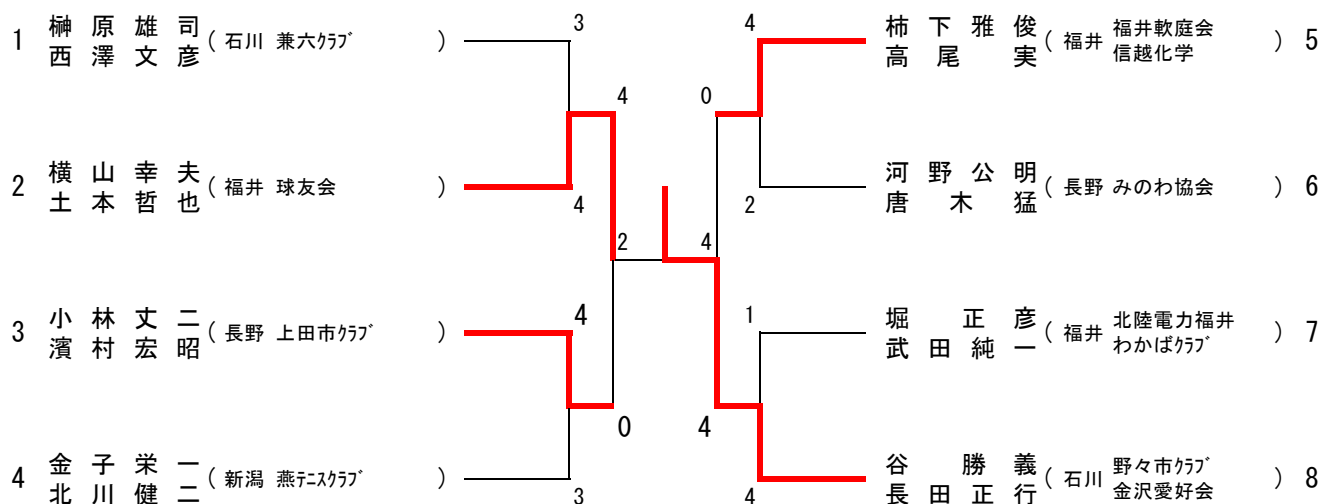 3
4
1 榊原雄司 ( 石川 兼六ｸﾗﾌﾞ )
西澤文彦
柿下雅俊 ( 福井 福井軟庭会 ) 5
高尾実 信越化学
4
0
2 横山幸夫 ( 福井 球友会 )
土本哲也
河野公明 ( 長野 みのわ協会 ) 6
唐木猛
4
2
2
4
3 小林丈二 ( 長野 上田市ｸﾗﾌﾞ )
濱村宏昭
4
1
堀正彦 ( 福井 北陸電力福井 ) 7
武田純一 わかばｸﾗﾌﾞ
0
4
4 金子栄一 ( 新潟 燕ﾃﾆｽｸﾗﾌﾞ )
北川健二
谷勝義 ( 石川 野々市ｸﾗﾌﾞ ) 8
長田正行 金沢愛好会
3
4